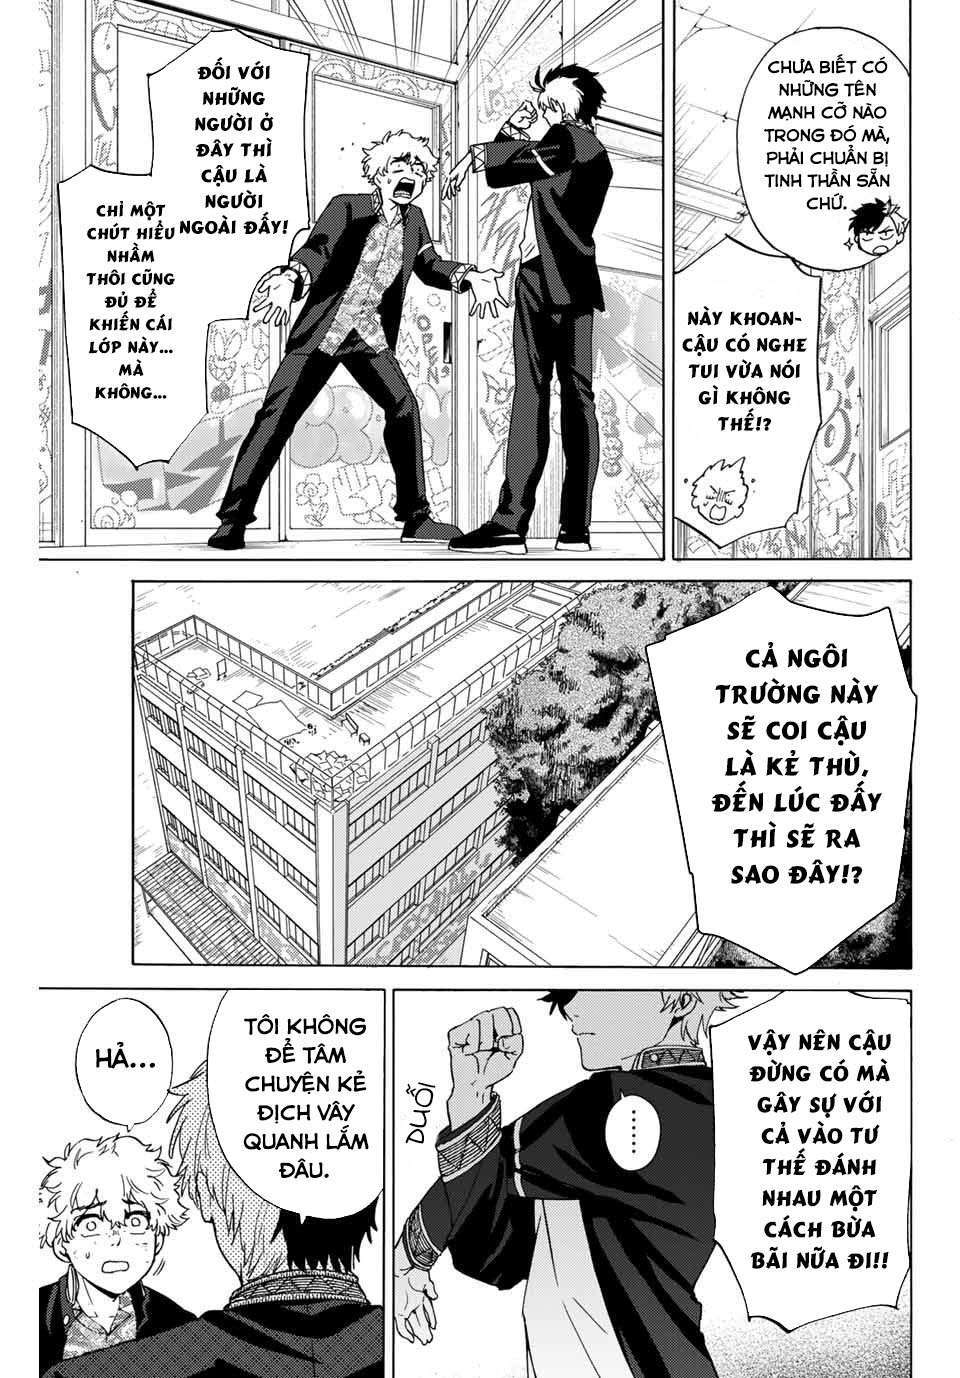 CHƯA BIẾT CÓ
NHỮNG TÊN
MẠNH CỠ NÀO
TRONG ĐÓ MÀ,
PHẢI CHUẨN BỊ
TINH THẦN SẴN
CHỨ.
NÀY KHOAN-
CẬU CÓ NGHE
TUI VỪA NÓI
GÌ KHÔNG
THẾ!?
ĐỐI VỚI
NHỮNG
NGƯỜI Ở
ĐÂY THÌ
CẬU LÀ
NGƯỜI
NGOÀI ĐẤY!
CHỈ MỘT
CHÚT HIỂU
NHẦM
THÔI CŨNG
ĐỦ ĐỂ
KHIẾN CÁI
LỚP NÀY...
MÀ
KHÔNG...
CẢ NGÔI
TRƯỜNG NÀY
SẼ COI CẬU
LÀ KẺ THÙ,
ĐẾN LÚC ĐẤY
THÌ SẼ RA
SAO ĐÂY!?
VẬY NÊN CẬU
ĐỪNG CÓ MÀ
GÂY SỰ VỚI
CẢ VÀO TƯ
THẾ ĐÁNH
NHAU MỘT
CÁCH BỪA
BÃI NỮA ĐI!!
......
DUỖI
TÔI KHÔNG
ĐỂ TÂM
CHUYỆN KẺ
ĐỊCH VÂY
QUANH LẮM
ĐÂU.
HẢ...